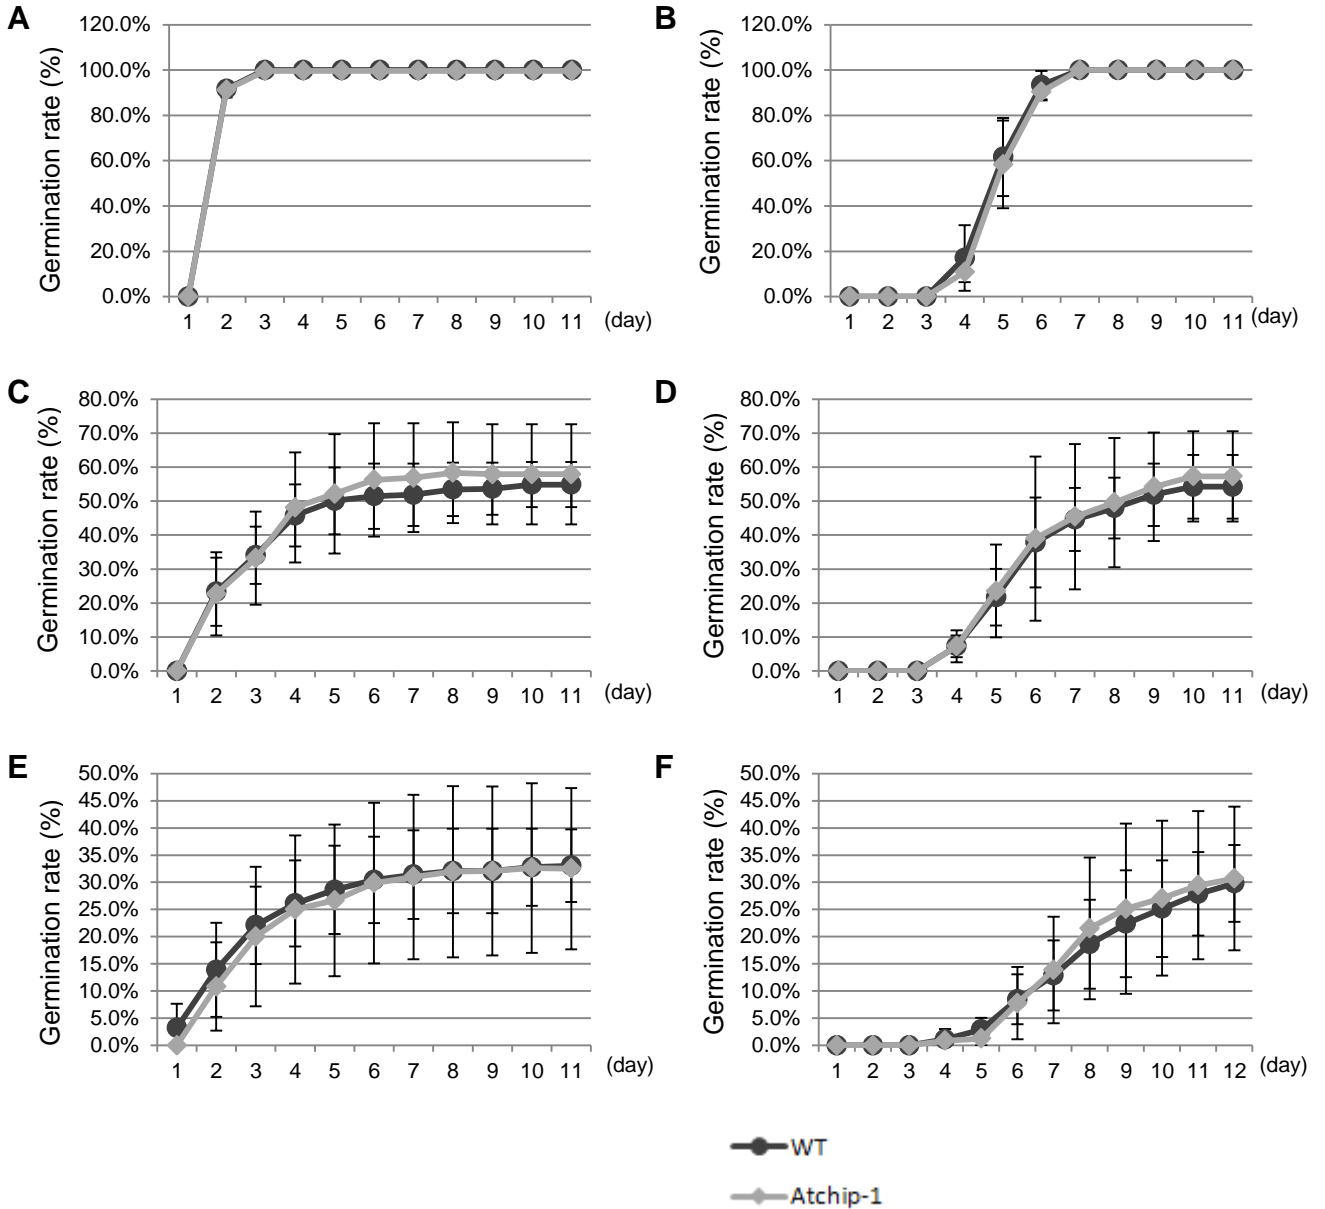 A
Germination rate (%)
120.0%
100.0%
80.0%
60.0%
40.0%
20.0%
0.0%
1 2 3 4 5 6 7 8 9 10 11 (day)
B
Germination rate (%)
120.0%
100.0%
80.0%
60.0%
40.0%
20.0%
0.0%
1 2 3 4 5 6 7 8 9 10 11 (day)
C
Germination rate (%)
80.0%
70.0%
60.0%
50.0%
40.0%
30.0%
20.0%
10.0%
0.0%
1 2 3 4 5 6 7 8 9 10 11 (day)
D
Germination rate (%)
80.0%
70.0%
60.0%
50.0%
40.0%
30.0%
20.0%
10.0%
0.0%
1 2 3 4 5 6 7 8 9 10 11 (day)
E
Germination rate (%)
50.0%
45.0%
40.0%
35.0%
30.0%
25.0%
20.0%
15.0%
10.0%
5.0%
0.0%
1 2 3 4 5 6 7 8 9 10 11 (day)
F
Germination rate (%)
50.0%
45.0%
40.0%
35.0%
30.0%
25.0%
20.0%
15.0%
10.0%
5.0%
0.0%
1 2 3 4 5 6 7 8 9 10 11 12 (day)
WT
Atchip-1